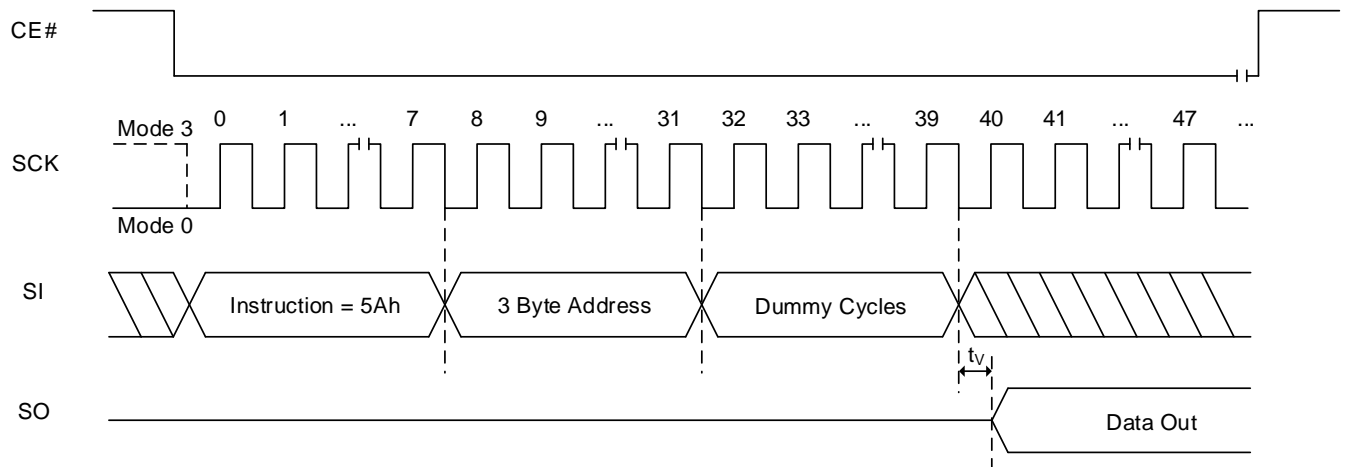 CE#
SCK
Mode 3
0 1 ... 7 8 9 ... 31 32 33 ... 39 40 41 ... 47 ...
Mode 0
SI
Instruction = 5Ah
3 Byte Address
Dummy Cycles
tV
SO
Data Out